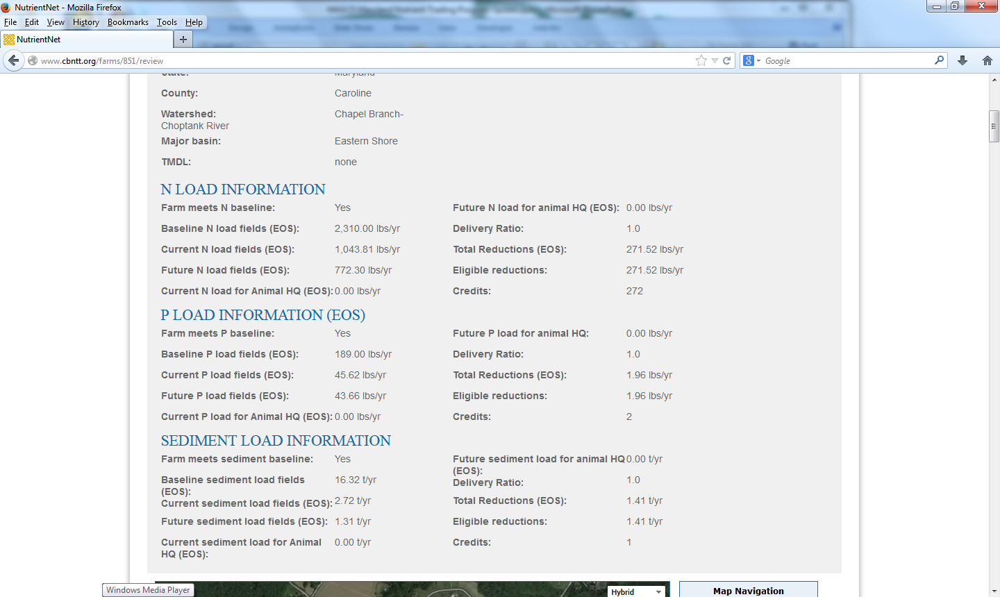 NutrientNet - Mozilla Firefox
File Edit View History Bookmarks Tools Help
NutrientNet
www.cbntt.org/farms/851/review
Google
State: Maryland
County: Caroline
Watershed: Chapel Branch-
Choptank River
Major basin: Eastern Shore
TMDL: none
N LOAD INFORMATION
Farm meets N baseline: Yes Future N load for animal HQ (EOS): 0.00 lbs/yr
Baseline N load fields (EOS): 2,310.00 lbs/yr Delivery Ratio: 1.0
Current N load fields (EOS): 1,043.81 lbs/yr Total Reductions (EOS): 271.52 lbs/yr
Future N load fields (EOS): 772.30 lbs/yr Eligible reductions: 271.52 lbs/yr
Current N load for Animal HQ (EOS): 0.00 lbs/yr Credits: 272
P LOAD INFORMATION (EOS)
Farm meets P baseline: Yes Future P load for animal HQ: 0.00 lbs/yr
Baseline P load fields (EOS): 189.00 lbs/yr Delivery Ratio: 1.0
Current P load fields (EOS): 45.62 lbs/yr Total Reductions (EOS): 1.96 lbs/yr
Future P load fields (EOS): 43.66 lbs/yr Eligible reductions: 1.96 lbs/yr
Current P load for Animal HQ (EOS): 0.00 lbs/yr Credits: 2
SEDIMENT LOAD INFORMATION
Farm meets sediment baseline: Yes Future sediment load for animal HQ 0.00 t/yr
(EOS):
Baseline sediment load fields 16.32 t/yr Delivery Ratio: 1.0
(EOS):
Current sediment load fields (EOS): 2.72 t/yr Total Reductions (EOS): 1.41 t/yr
Future sediment load fields (EOS): 1.31 t/yr Eligible reductions: 1.41 t/yr
Current sediment load for Animal 0.00 t/yr Credits: 1
HQ (EOS):
Windows Media Player
Hybrid
Map Navigation